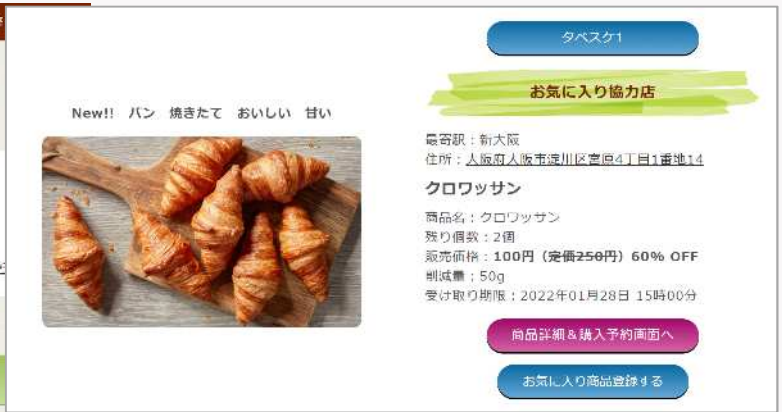 タベスケ1
お気に入り協力店
New!! パン 焼きたて おいしい 甘い
最寄駅：新大阪
住所：大阪府大阪市淀川区宮原4丁目1番地14
クロワッサン
商品名：クロワッサン
残り個数：2個
販売価格：100円（定価250円）60% OFF
削減量：50g
受け取り期限：2022年01月28日 15時00分
商品詳細＆購入予約画面へ
お気に入り商品登録する